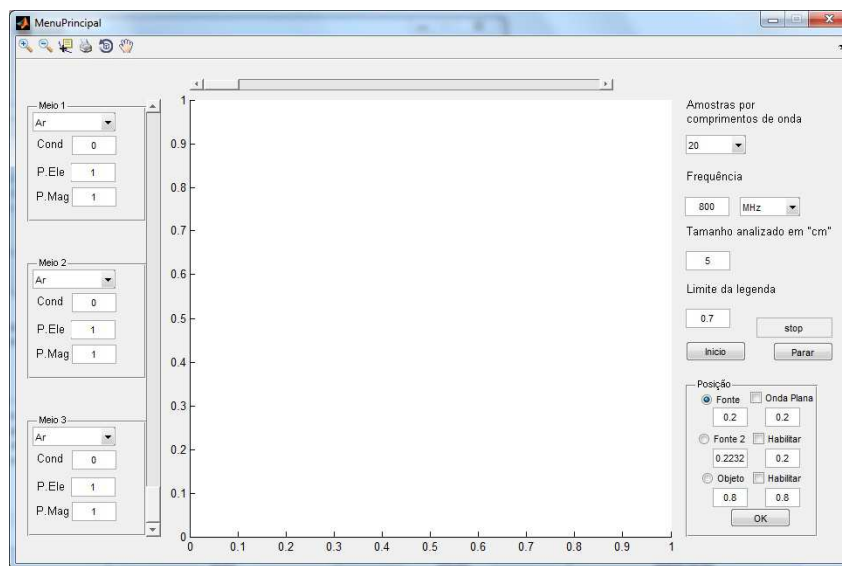 MenuPrincipal
Meio 1
Ar
Cond 0
P.Ele 1
P.Mag 1
Meio 2
Ar
Cond 0
P.Ele 1
P.Mag 1
Meio 3
Ar
Cond 0
P.Ele 1
P.Mag 1
1
0.9
0.8
0.7
0.6
0.5
0.4
0.3
0.2
0.1
0
0 0.1 0.2 0.3 0.4 0.5 0.6 0.7 0.8 0.9 1
Amostras por
comprimentos de onda
20
Frequência
800 MHz
Tamanho analizado em "cm"
5
Limite da legenda
0.7
stop
Inicio Parar
Posição
Fonte Onda Plana
0.2 0.2
Fonte 2 Habilitar
0.2232 0.2
Objeto Habilitar
0.8 0.8
OK